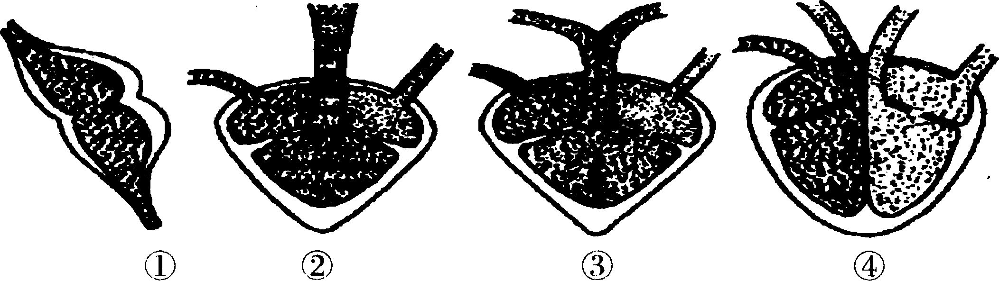 ① ② ③ ④